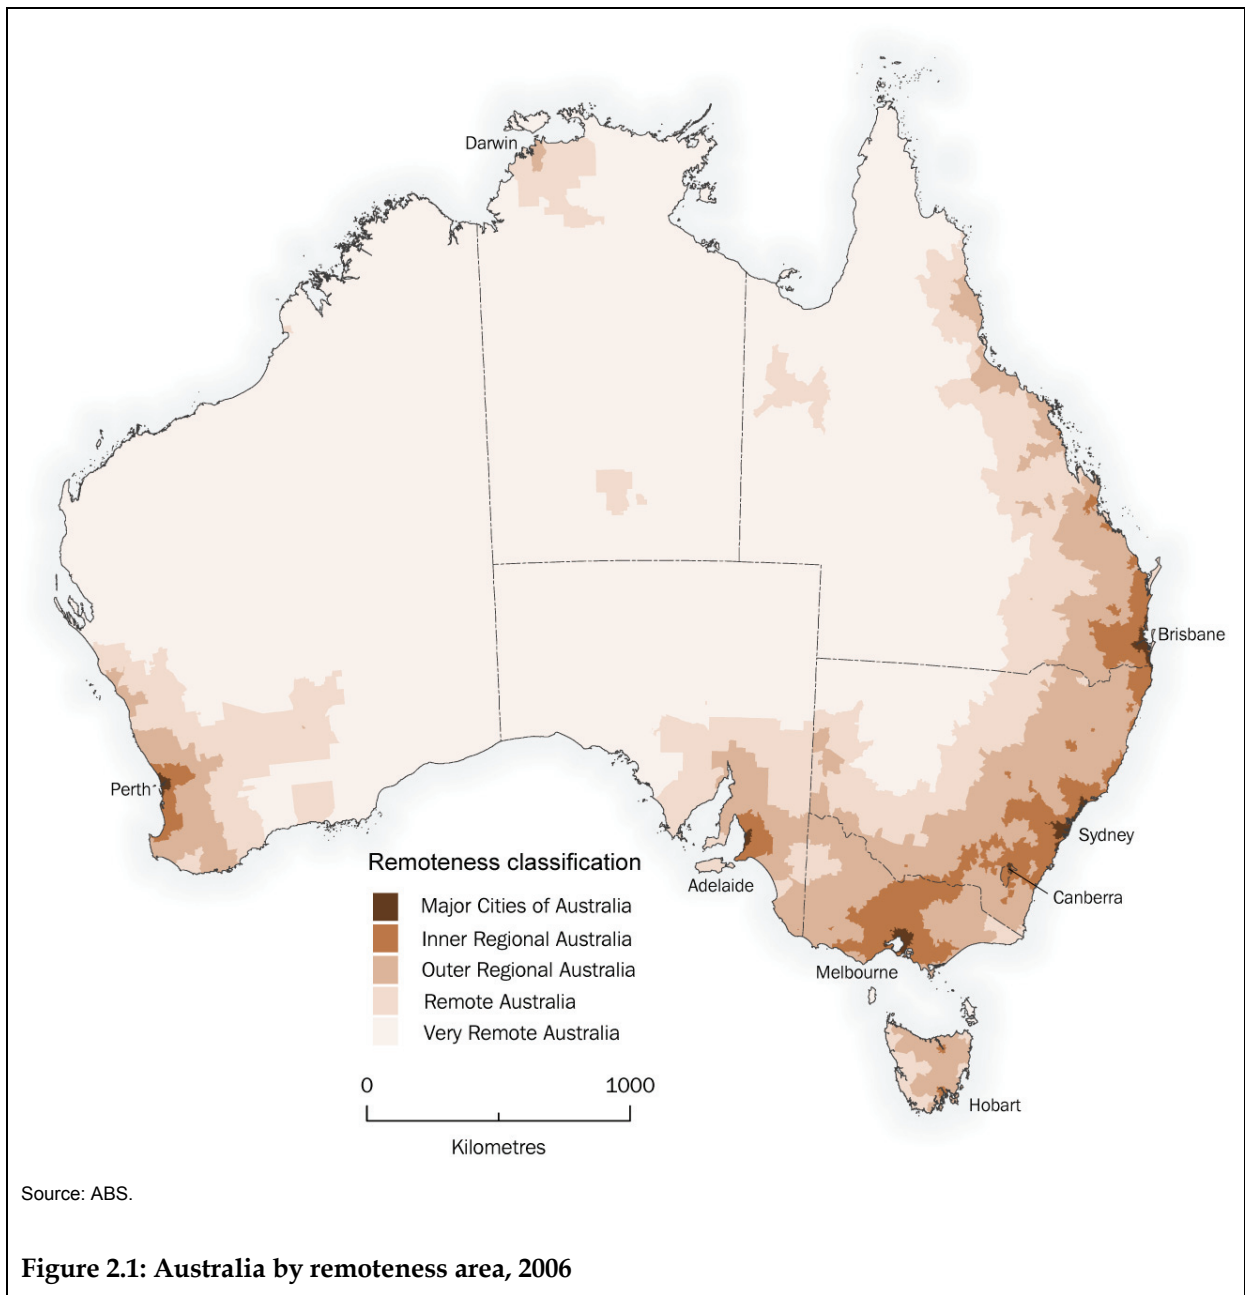 Darwin
Brisbane
Perth
Sydney
Adelaide
Canberra
Melbourne
Hobart
Remoteness classification
Major Cities of Australia
Inner Regional Australia
Outer Regional Australia
Remote Australia
Very Remote Australia
0 1000
Kilometres
Source: ABS.
Figure 2.1: Australia by remoteness area, 2006